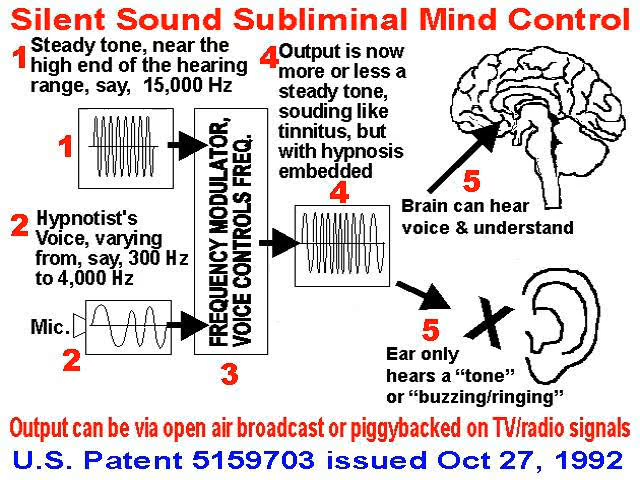 Silent Sound Subliminal Mind Control
1 Steady tone, near the
high end of the hearing
range, say, 15,000 Hz
1
2 Hypnotist's
Voice, varying
from, say, 300 Hz
to 4,000 Hz
Mic.
2
FREQUENCY MODULATOR,
VOICE CONTROLS FREQ.
3
4 Output is now
more or less a
steady tone,
souding like
tinnitus, but
with hypnosis
embedded
4
5
Brain can hear
voice & understand
X
5
Ear only
hears a “tone”
or “buzzing/ringing”
Output can be via open air broadcast or piggybacked on TV/radio signals
U.S. Patent 5159703 issued Oct 27, 1992